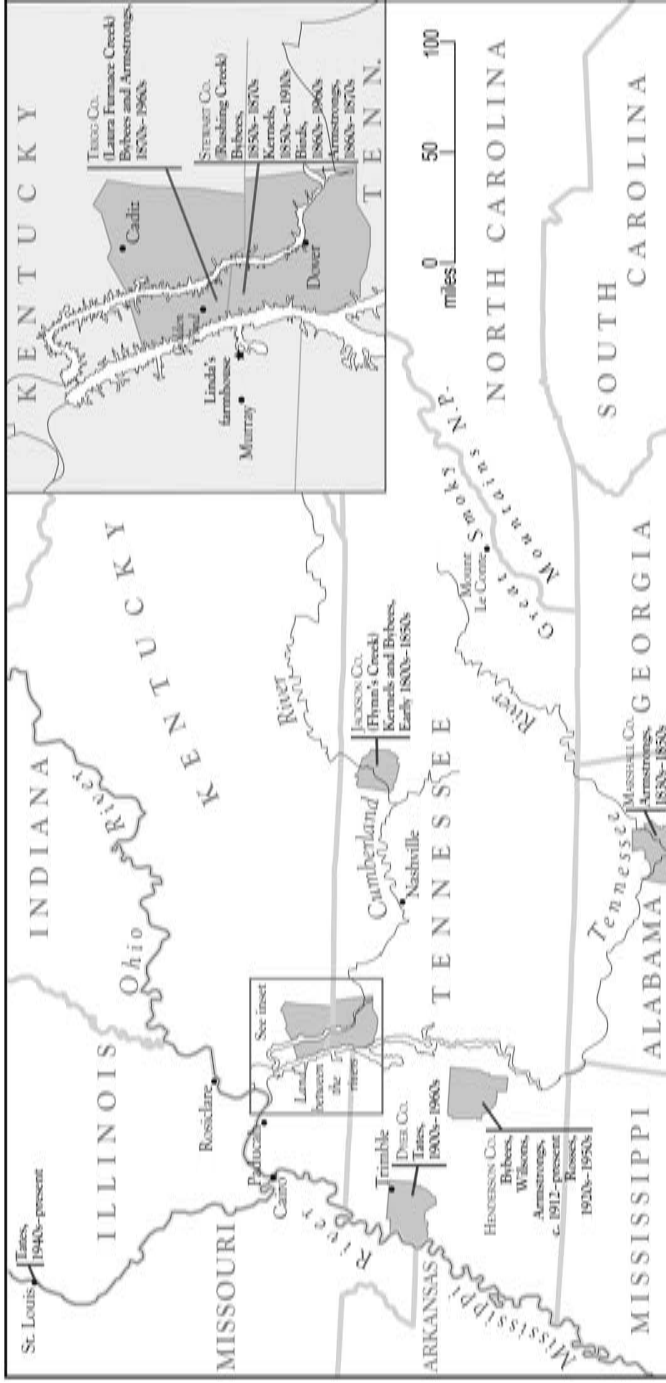 St. Louis
Tates,
1940s–present
ILLINOIS
INDIANA
Ohio
River
KENTUCKY
MISSOURI
Rosiclare
Paducah
Cairo
See inset
Land
between
the
rivers
Trimble
DYER CO.
Tates,
1900s–1960s
ARKANSAS
Mississippi
River
HENDERSON CO.
Bybees,
Wilsons,
Armstrongs,
c. 1912–present
Rosses,
1920s–1950s
TENNESSEE
Nashville
Cumberland
River
JACKSON CO.
(Flynn's Creek)
Kernels and Bybees,
Early 1800s–1850s
Tennessee
River
Mount
Le Conte
Great Smoky
Mountains N.P.
MISSISSIPPI
ALABAMA
MARSHALL CO.
Armstrongs,
1830s–1850s
GEORGIA
NORTH CAROLINA
SOUTH
CAROLINA
miles
0
50
100
KENTUCKY
TRIGG CO.
(Laura Furnace Creek)
Bybees and Armstrongs,
1870s–1960s
STEWART CO.
(Rushing Creek)
Bybees,
1850s–1870s
Kernels,
1850s–c.1910s
Birds,
1860s–1960s
Armstrongs,
1860s–1870s
Cadiz
Golden
Pond
Linda's
farmhouse
Murray
Dover
TENN.